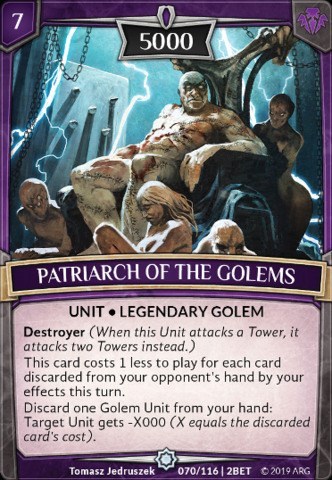 7
5000
PATRIARCH OF THE GOLEMS
UNIT • LEGENDARY GOLEM
Destroyer (When this Unit attacks a Tower, it
attacks two Towers instead.)
This card costs 1 less to play for each card
discarded from your opponent's hand by your
effects this turn.
Discard one Golem Unit from your hand:
Target Unit gets -X000 (X equals the discarded
card's cost).
Tomasz Jedruszek 070/116 | 2BET © 2019 ARG